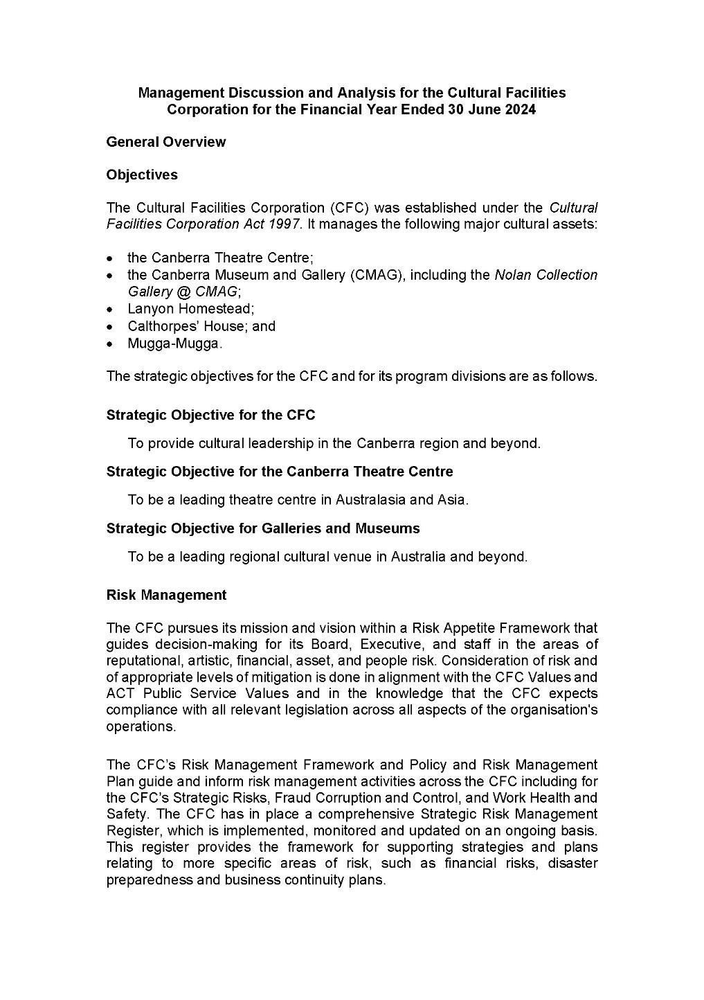 Management Discussion and Analysis for the Cultural Facilities
Corporation for the Financial Year Ended 30 June 2024
General Overview
Objectives
The Cultural Facilities Corporation (CFC) was established under the Cultural
Facilities Corporation Act 1997. It manages the following major cultural assets:
• the Canberra Theatre Centre;
• the Canberra Museum and Gallery (CMAG), including the Nolan Collection
Gallery @ CMAG;
• Lanyon Homestead;
• Calthorpes' House; and
• Mugga-Mugga.
The strategic objectives for the CFC and for its program divisions are as follows.
Strategic Objective for the CFC
To provide cultural leadership in the Canberra region and beyond.
Strategic Objective for the Canberra Theatre Centre
To be a leading theatre centre in Australasia and Asia.
Strategic Objective for Galleries and Museums
To be a leading regional cultural venue in Australia and beyond.
Risk Management
The CFC pursues its mission and vision within a Risk Appetite Framework that
guides decision-making for its Board, Executive, and staff in the areas of
reputational, artistic, financial, asset, and people risk. Consideration of risk and
of appropriate levels of mitigation is done in alignment with the CFC Values and
ACT Public Service Values and in the knowledge that the CFC expects
compliance with all relevant legislation across all aspects of the organisation's
operations.
The CFC's Risk Management Framework and Policy and Risk Management
Plan guide and inform risk management activities across the CFC including for
the CFC's Strategic Risks, Fraud Corruption and Control, and Work Health and
Safety. The CFC has in place a comprehensive Strategic Risk Management
Register, which is implemented, monitored and updated on an ongoing basis.
This register provides the framework for supporting strategies and plans
relating to more specific areas of risk, such as financial risks, disaster
preparedness and business continuity plans.